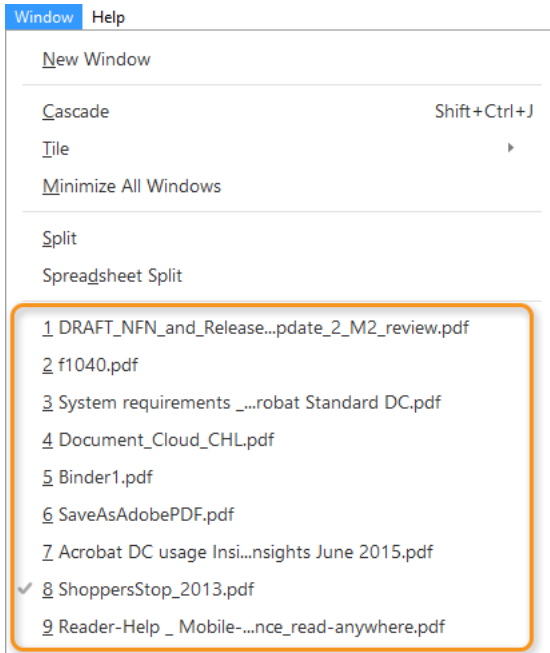 Window Help
New Window
Cascade Shift+Ctrl+J
Tile
Minimize All Windows
Split
Spreadsheet Split
1 DRAFT_NFN_and_Release...pdate_2_M2_review.pdf
2 f1040.pdf
3 System requirements _...robat Standard DC.pdf
4 Document_Cloud_CHL.pdf
5 Binder1.pdf
6 SaveAsAdobePDF.pdf
7 Acrobat DC usage Insi...nsights June 2015.pdf
8 ShoppersStop_2013.pdf
9 Reader-Help _ Mobile-...nce_read-anywhere.pdf